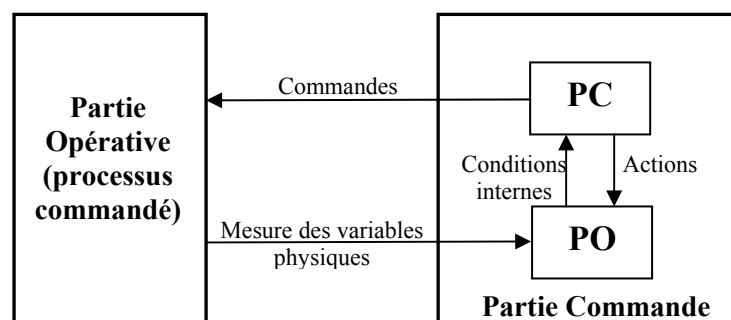 Partie
Opérative
(processus
commandé)
Commandes
Mesure des variables
physiques
PC
Conditions
internes
Actions
PO
Partie Commande